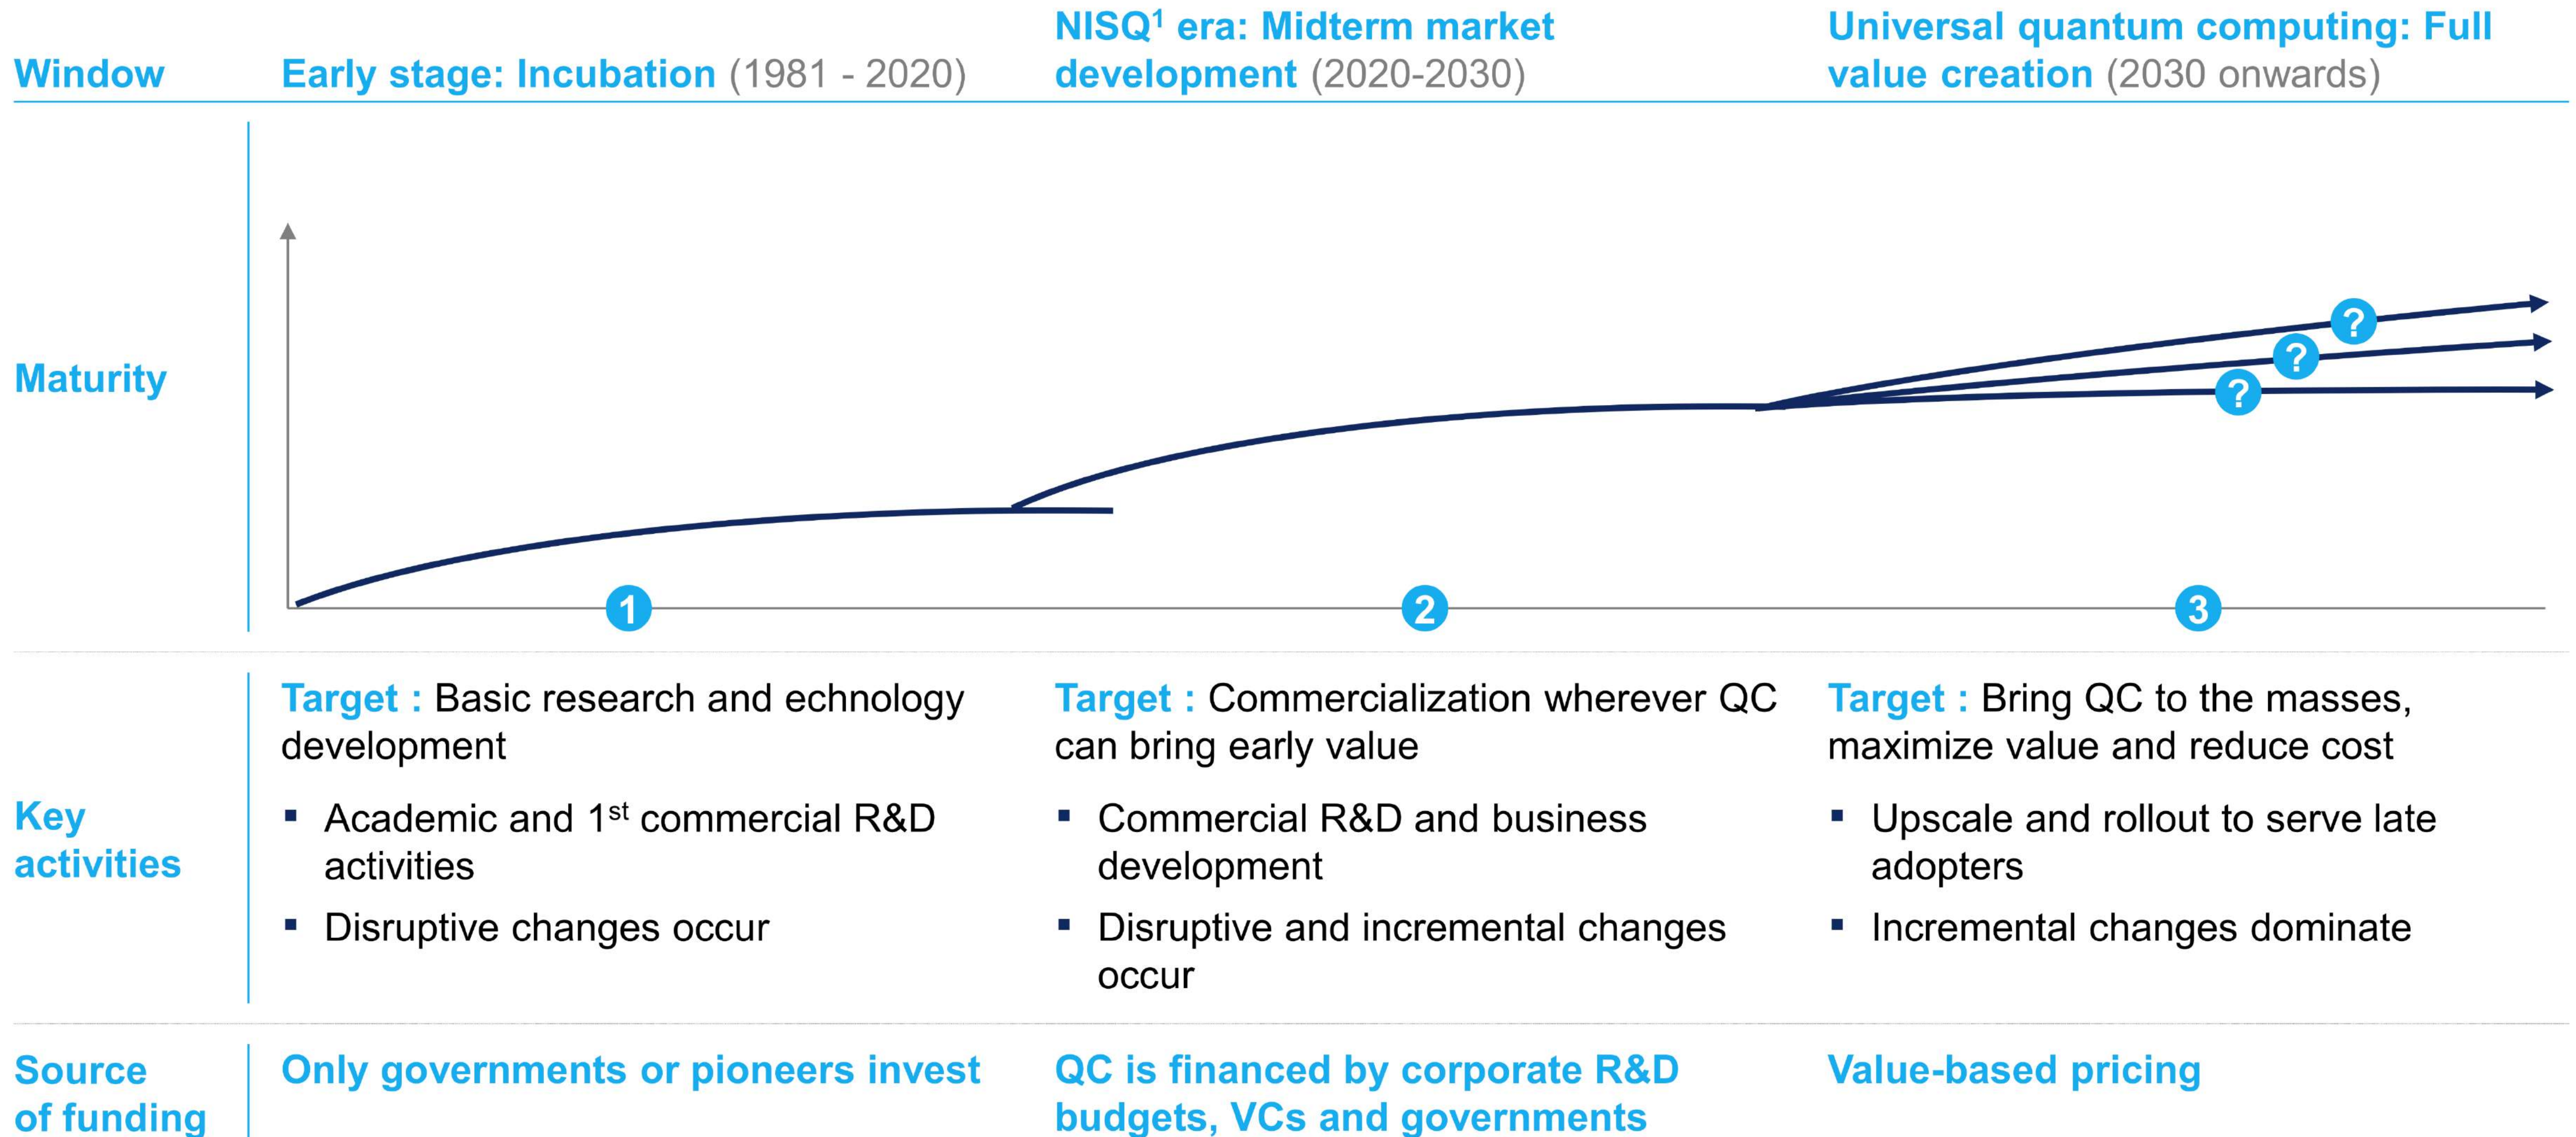 Window
Early stage: Incubation (1981 - 2020)
NISQ¹ era: Midterm market
development (2020-2030)
Universal quantum computing: Full
value creation (2030 onwards)
Maturity
?
?
?
1
2
3
Key
activities
Target : Basic research and echnology
development
▪ Academic and 1st commercial R&D
activities
▪ Disruptive changes occur
Target : Commercialization wherever QC
can bring early value
▪ Commercial R&D and business
development
▪ Disruptive and incremental changes
occur
Target : Bring QC to the masses,
maximize value and reduce cost
▪ Upscale and rollout to serve late
adopters
▪ Incremental changes dominate
Source
of funding
Only governments or pioneers invest
QC is financed by corporate R&D
budgets, VCs and governments
Value-based pricing